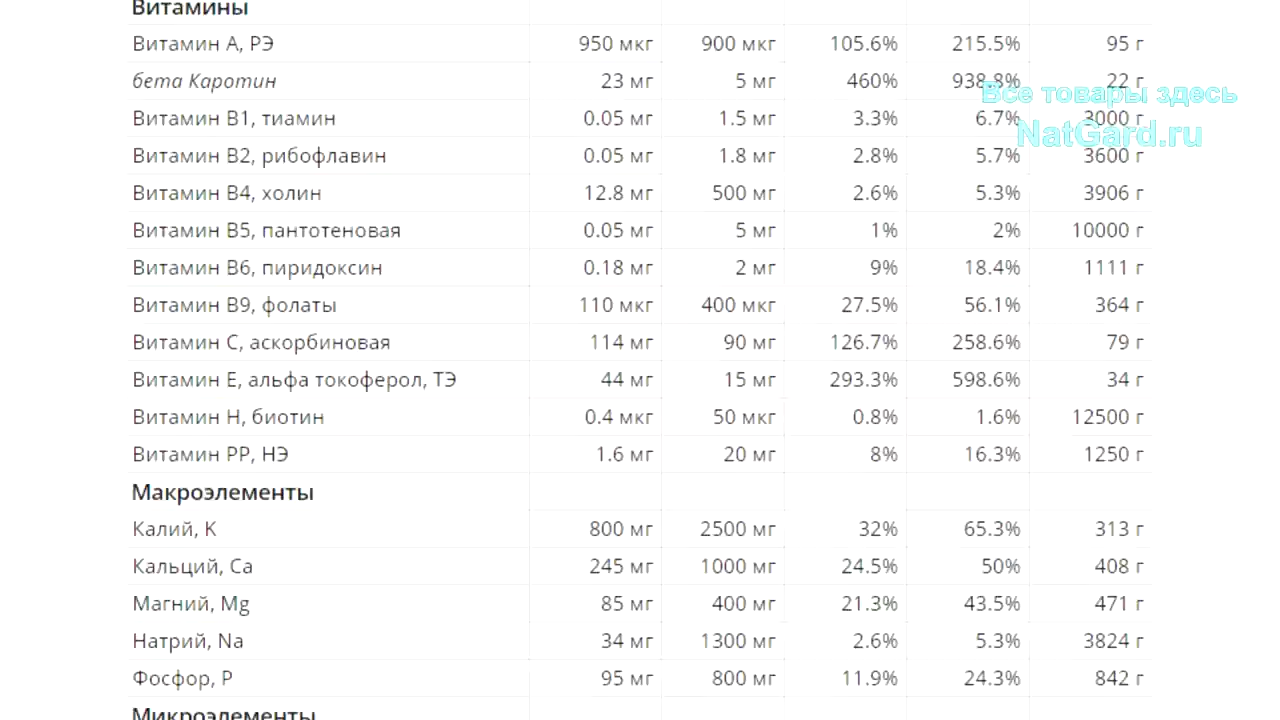 Витамины
Витамин А, РЭ 950 мкг 900 мкг 105.6% 215.5% 95 г
бета Каротин 23 мг 5 мг 460% 938.8% 22 г
Все товары здесь
Витамин В1, тиамин 0.05 мг 1.5 мг 3.3% 6.7% 3000 г
NatGard.ru
Витамин В2, рибофлавин 0.05 мг 1.8 мг 2.8% 5.7% 3600 г
Витамин В4, холин 12.8 мг 500 мг 2.6% 5.3% 3906 г
Витамин В5, пантотеновая 0.05 мг 5 мг 1% 2% 10000 г
Витамин В6, пиридоксин 0.18 мг 2 мг 9% 18.4% 1111 г
Витамин В9, фолаты 110 мкг 400 мкг 27.5% 56.1% 364 г
Витамин C, аскорбиновая 114 мг 90 мг 126.7% 258.6% 79 г
Витамин Е, альфа токоферол, ТЭ 44 мг 15 мг 293.3% 598.6% 34 г
Витамин Н, биотин 0.4 мкг 50 мкг 0.8% 1.6% 12500 г
Витамин РР, НЭ 1.6 мг 20 мг 8% 16.3% 1250 г
Макроэлементы
Калий, K 800 мг 2500 мг 32% 65.3% 313 г
Кальций, Ca 245 мг 1000 мг 24.5% 50% 408 г
Магний, Mg 85 мг 400 мг 21.3% 43.5% 471 г
Натрий, Na 34 мг 1300 мг 2.6% 5.3% 3824 г
Фосфор, P 95 мг 800 мг 11.9% 24.3% 842 г
Микроэлементы